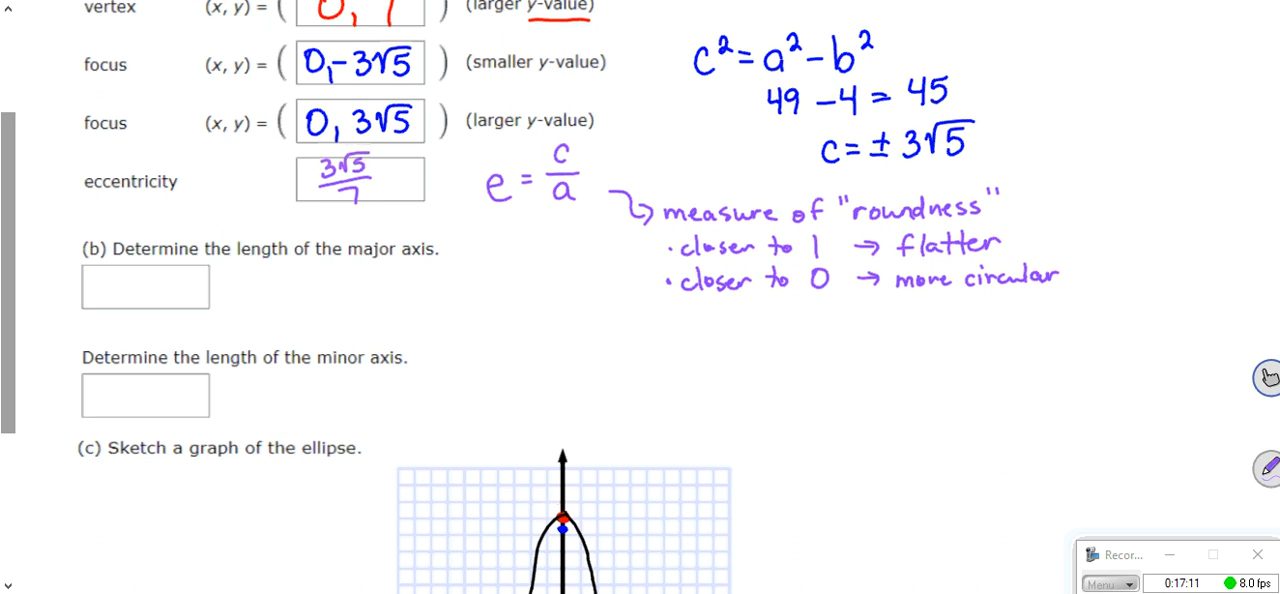 vertex (x, y) = ( 0, 7 ) (larger y-value)
focus (x, y) = ( 0, -3√5 ) (smaller y-value)
focus (x, y) = ( 0, 3√5 ) (larger y-value)
eccentricity 3√5/7 e = c/a
c² = a² - b²
49 - 4 = 45
c = ± 3√5
measure of "roundness"
· closer to 1 → flatter
· closer to 0 → more circular
(b) Determine the length of the major axis.
Determine the length of the minor axis.
(c) Sketch a graph of the ellipse.
Recor...
Menu 0:17:11 8.0 fps